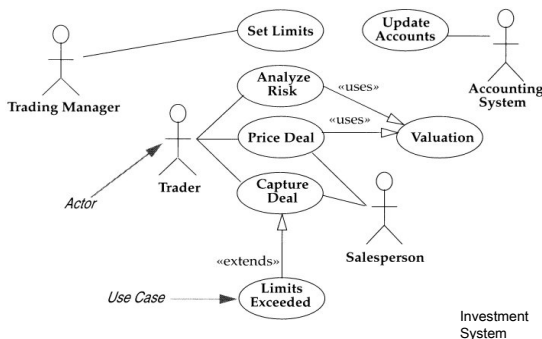 Set Limits
Update
Accounts
Trading Manager
Accounting
System
Analyze
Risk
«uses»
Price Deal
«uses»
Valuation
Trader
Actor
Capture
Deal
Salesperson
«extends»
Use Case
Limits
Exceeded
Investment
System